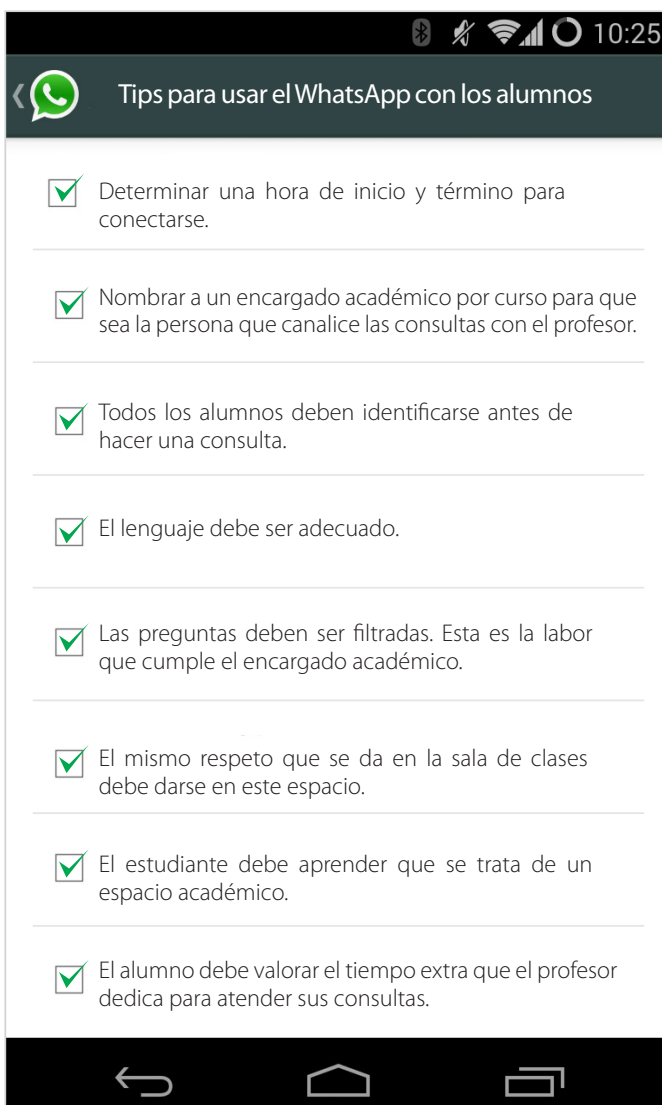 10:25
Tips para usar el WhatsApp con los alumnos
Determinar una hora de inicio y término para
conectarse.
Nombrar a un encargado académico por curso para que
sea la persona que canalice las consultas con el profesor.
Todos los alumnos deben identificarse antes de
hacer una consulta.
El lenguaje debe ser adecuado.
Las preguntas deben ser filtradas. Esta es la labor
que cumple el encargado académico.
El mismo respeto que se da en la sala de clases
debe darse en este espacio.
El estudiante debe aprender que se trata de un
espacio académico.
El alumno debe valorar el tiempo extra que el profesor
dedica para atender sus consultas.